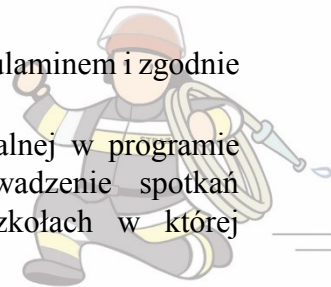 ulaminem i zgodnie
alnej w programie
wadzenie spotkań
zkołach w której